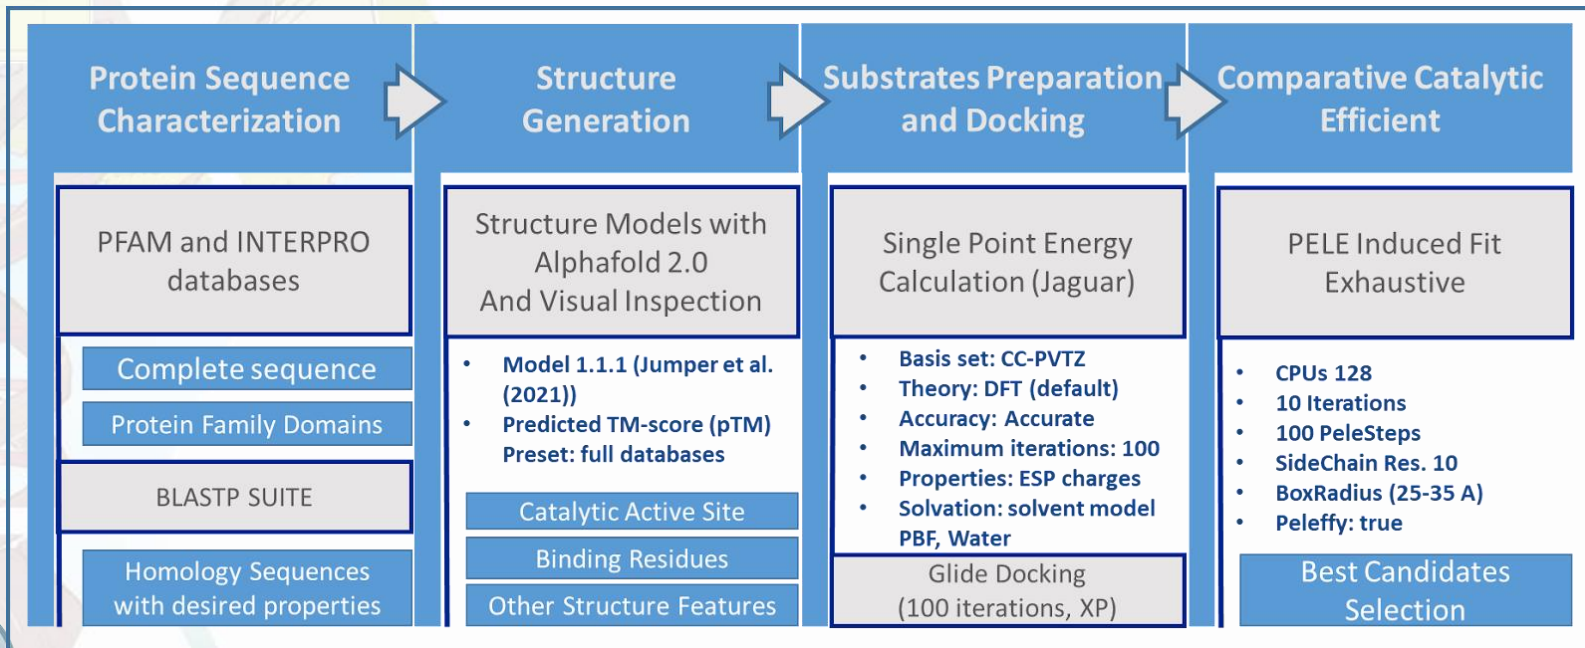 Protein Sequence
Characterization
PFAM and INTERPRO
databases
Complete sequence
Protein Family Domains
BLASTP SUITE
Homology Sequences
with desired properties
Structure
Generation
Structure Models with
Alphafold 2.0
And Visual Inspection
• Model 1.1.1 (Jumper et al.
(2021))
• Predicted TM-score (pTM)
Preset: full databases
Catalytic Active Site
Binding Residues
Other Structure Features
Substrates Preparation
and Docking
Single Point Energy
Calculation (Jaguar)
• Basis set: CC-PVTZ
• Theory: DFT (default)
• Accuracy: Accurate
• Maximum iterations: 100
• Properties: ESP charges
• Solvation: solvent model
PBF, Water
Glide Docking
(100 iterations, XP)
Comparative Catalytic
Efficient
PELE Induced Fit
Exhaustive
• CPUs 128
• 10 Iterations
• 100 PeleSteps
• SideChain Res. 10
• BoxRadius (25-35 A)
• Peleffy: true
Best Candidates
Selection